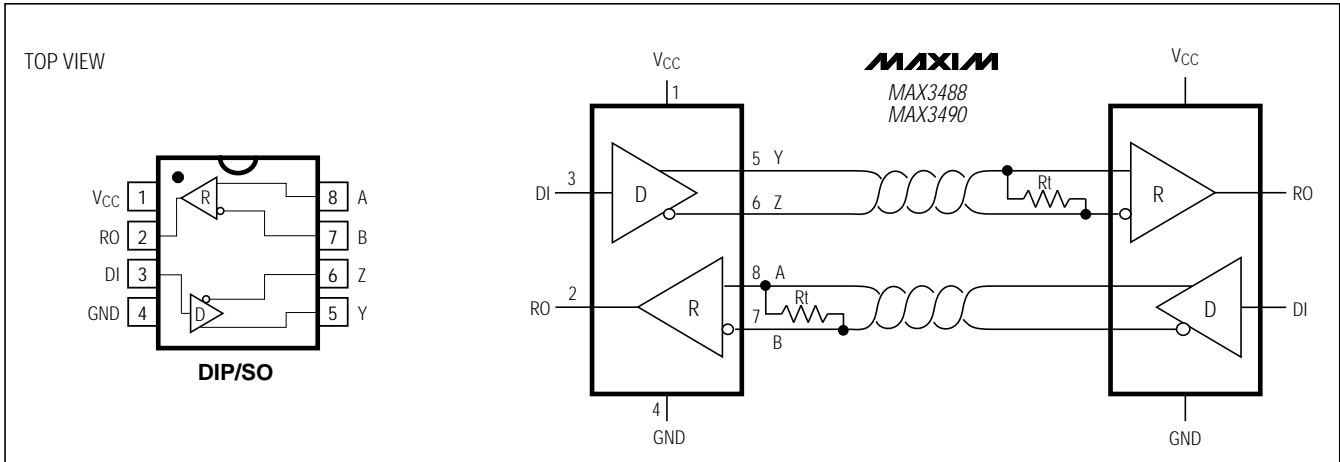 TOP VIEW
VCC 1
RO 2
DI 3
GND 4
8 A
7 B
6 Z
5 Y
R
D
DIP/SO
MAXIM
MAX3488
MAX3490
VCC
1
DI 3
D
5 Y
6 Z
Rt
R
RO
VCC
RO 2
R
8 A
7
B
Rt
D
DI
4
GND
GND